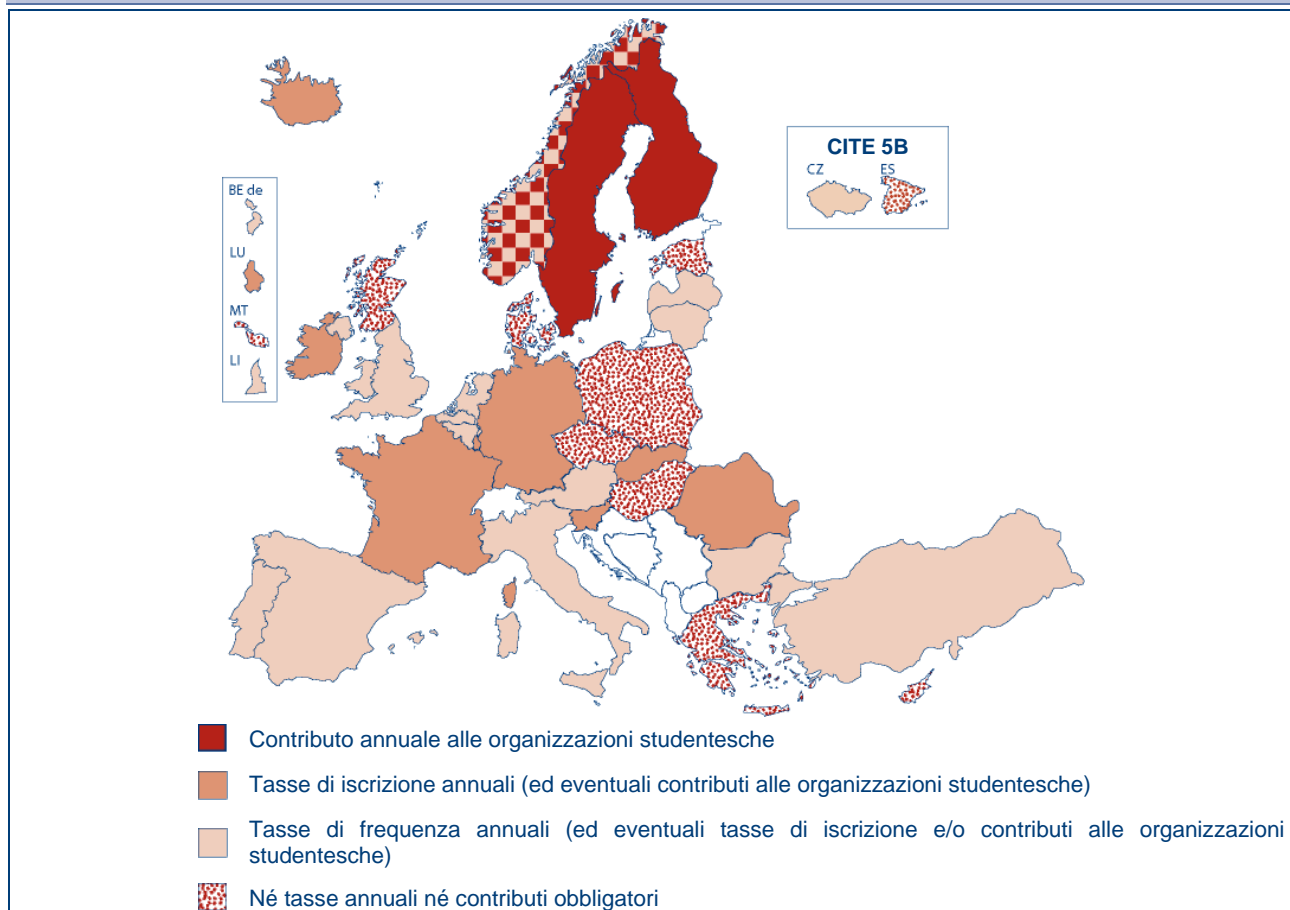 CITE 5B
CZ ES
BE de
LU
MT
LI
Contributo annuale alle organizzazioni studentesche
Tasse di iscrizione annuali (ed eventuali contributi alle organizzazioni studentesche)
Tasse di frequenza annuali (ed eventuali tasse di iscrizione e/o contributi alle organizzazioni
studentesche)
Né tasse annuali né contributi obbligatori